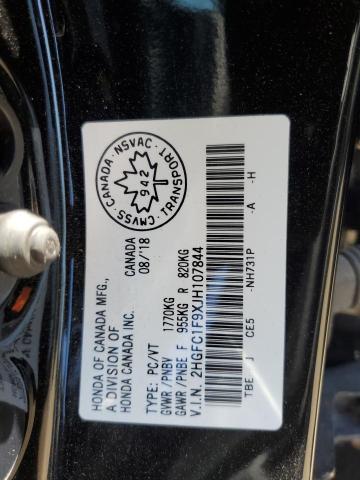 HONDA OF CANADA MFG.,
A DIVISION OF
HONDA CANADA INC. CANADA
08/18
TYPE: PC/VT
GVWR /PNBV 1770KG
GAWR /PNBE F 955KG R 820KG
V.I.N. 2HGFC1F9XJH107844
TBE J CE5 -NH731P -A -H
CANADA · NSVAC · TRANSPORT · CMVSS ·
942